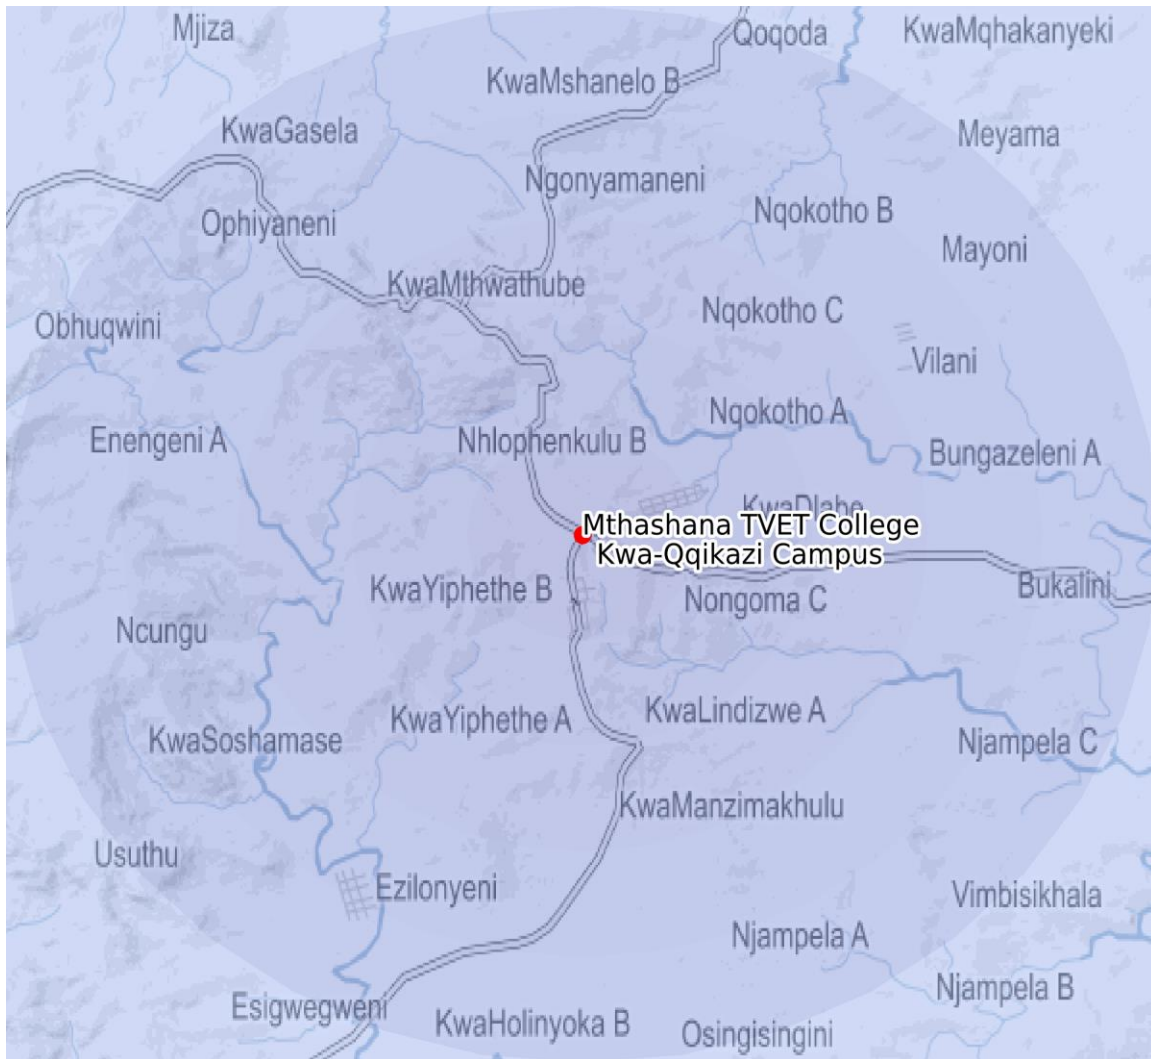 Mjiza
Qoqoda
KwaMqhakanyeki
KwaMshanelo B
KwaGasela
Meyama
Ngonyamaneni
Nqokotho B
Ophiyaneni
Mayoni
KwaMthwathube
Nqokotho C
Obhuqwini
Vilani
Nqokotho A
Enengeni A
Nhlophenkulu B
Bungazeleni A
KwaDlabe
Mthashana TVET College
Kwa-Qqikazi Campus
KwaYiphethe B
Nongoma C
Bukalini
Ncungu
KwaLindizwe A
KwaYiphethe A
KwaSoshamase
Njampela C
KwaManzimakhulu
Usuthu
Ezilonyeni
Vimbisikhala
Njampela A
Njampela B
Esigwegweni
KwaHolinyoka B
Osingisingini